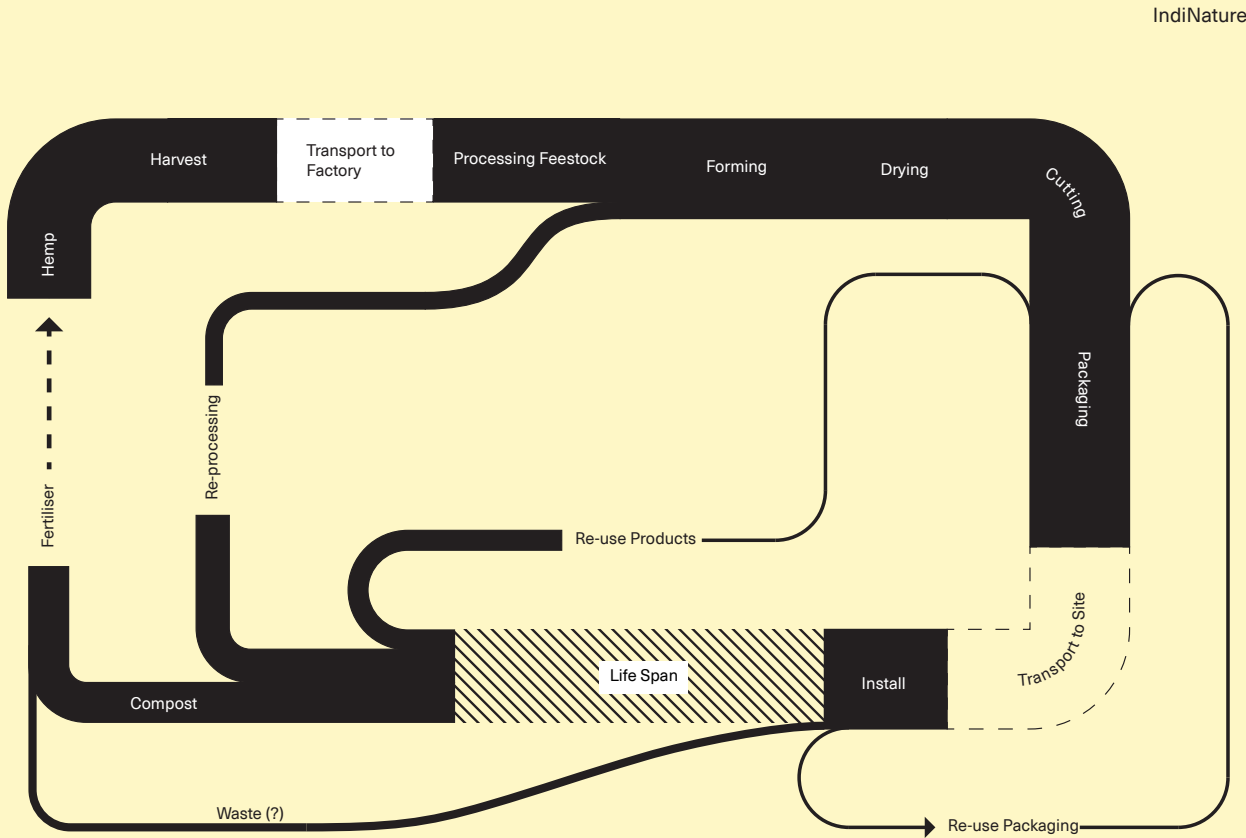 IndiNature
Harvest
Transport to
Factory
Processing Feestock
Forming
Drying
Cutting
Hemp
Packaging
Re-processing
Fertiliser
Re-use Products
Transport to Site
Life Span
Install
Compost
Waste (?)
Re-use Packaging